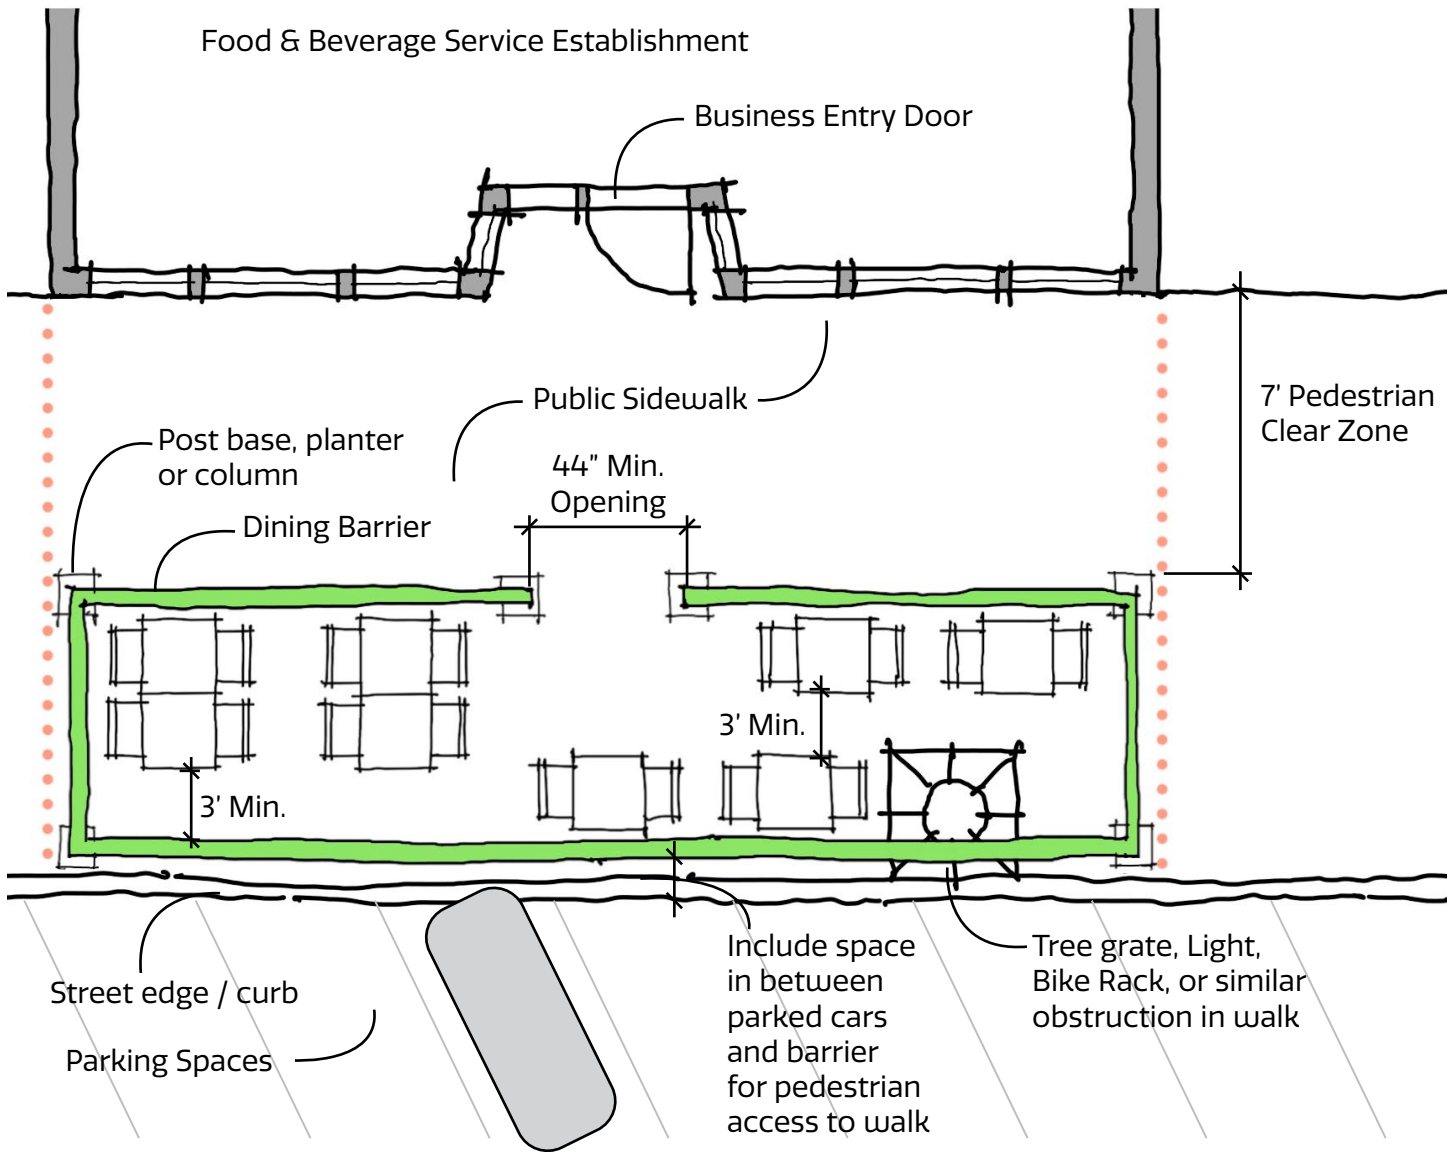 Food & Beverage Service Establishment
Business Entry Door
Public Sidewalk
7' Pedestrian
Clear Zone
Post base, planter
or column
44" Min.
Opening
Dining Barrier
3' Min.
3' Min.
Include space
in between
parked cars
and barrier
for pedestrian
access to walk
Tree grate, Light,
Bike Rack, or similar
obstruction in walk
Street edge / curb
Parking Spaces